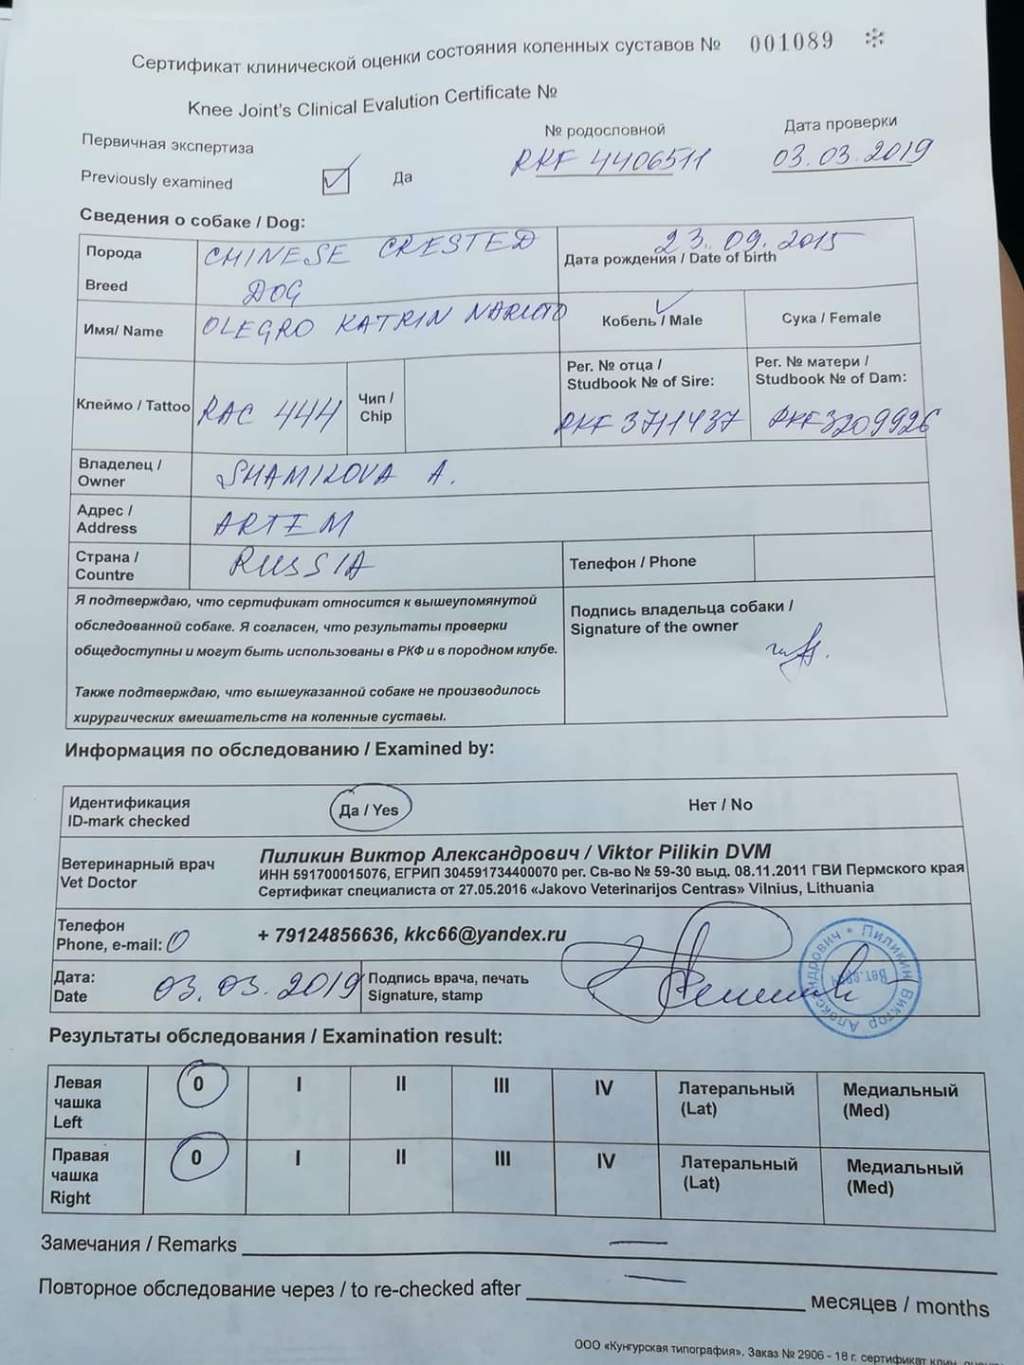 Сертификат клинической оценки состояния коленных суставов № 001089
Knee Joint's Clinical Evalution Certificate №
Первичная экспертиза
Previously examined
Да
№ родословной
RKF 4406511
Дата проверки
03.03.2019
Сведения о собаке / Dog:
Порода
Breed
CHINESE CRESTED
DOG
23.09.2015
Дата рождения / Date of birth
Имя/ Name
OLEGRO KATRIN NARUTO
Кобель / Male
Сука / Female
Клеймо / Tattoo
RAC 444
Чип /
Chip
Рег. № отца /
Studbook № of Sire:
RKF 3711437
Рег. № матери /
Studbook № of Dam:
RKF3209926
Владелец /
Owner
SHAMILOVA A.
Адрес /
Address
ARTEM
Страна /
Countre
RUSSIA
Телефон / Phone
Я подтверждаю, что сертификат относится к вышеупомянутой
обследованной собаке. Я согласен, что результаты проверки
общедоступны и могут быть использованы в РКФ и в породном клубе.
Также подтверждаю, что вышеуказанной собаке не производилось
хирургических вмешательств на коленные суставы.
Подпись владельца собаки /
Signature of the owner
Информация по обследованию / Examined by:
Идентификация
ID-mark checked
Да / Yes
Нет / No
Ветеринарный врач
Vet Doctor
Пиликин Виктор Александрович / Viktor Pilikin DVM
ИНН 591700015076, ЕГРИП 304591734400070 рег. Св-во № 59-30 выд. 08.11.2011 ГВИ Пермского края
Сертификат специалиста от 27.05.2016 «Jakovo Veterinarijos Centras» Vilnius, Lithuania
Телефон
Phone, e-mail:
+ 79124856636, kkc66@yandex.ru
Дата:
Date
03.03.2019
Подпись врача, печать
Signature, stamp
Пиликин Виктор Александрович
Результаты обследования / Examination result:
Левая
чашка
Left
0 I II III IV Латеральный
(Lat)
Медиальный
(Med)
Правая
чашка
Right
0 I II III IV Латеральный
(Lat)
Медиальный
(Med)
Замечания / Remarks
Повторное обследование через / to re-checked after
месяцев / months
ООО «Кунгурская типография». Заказ № 2906 - 18 г. сертификат клин.